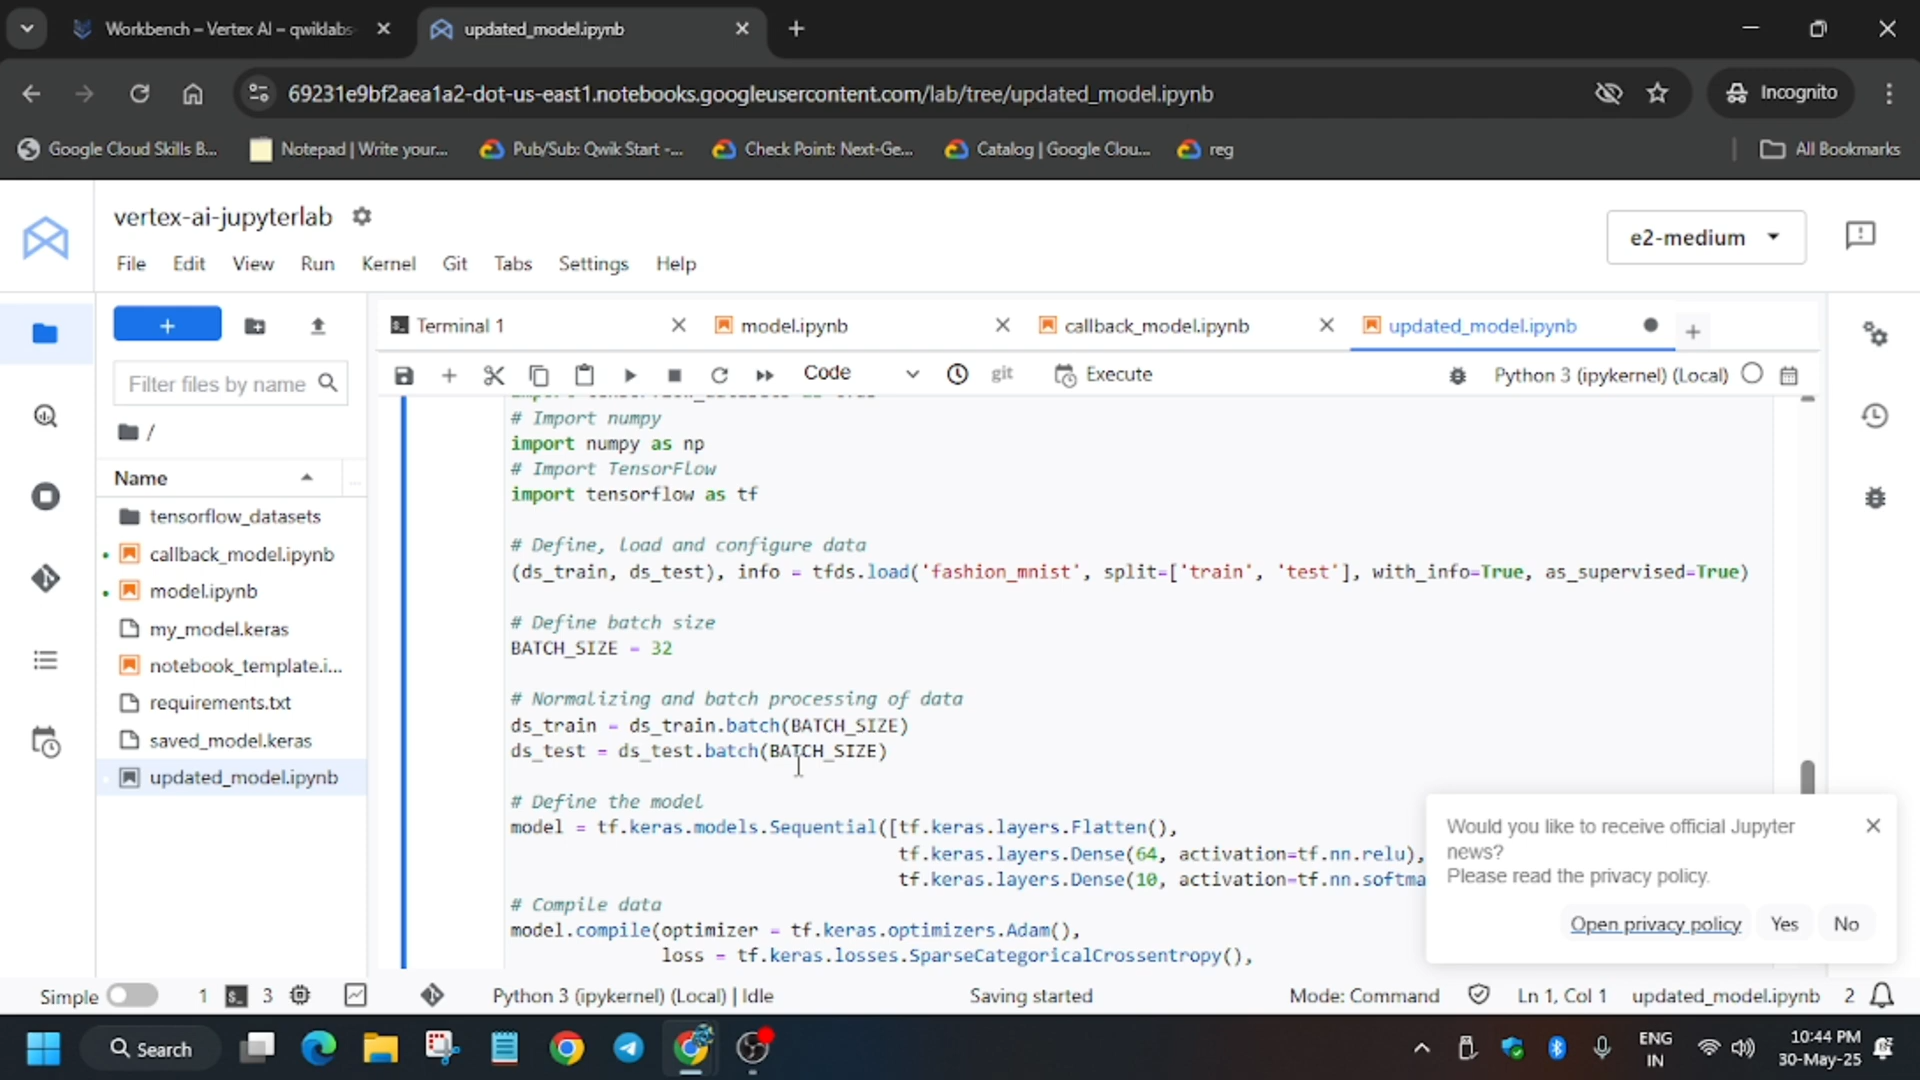 Workbench – Vertex AI – qwiklabs-
updated_model.ipynb
69231e9bf2aea1a2-dot-us-east1.notebooks.googleusercontent.com/lab/tree/updated_model.ipynb
Incognito
Google Cloud Skills B...
Notepad | Write your...
Pub/Sub: Qwik Start -...
Check Point: Next-Ge...
Catalog | Google Clou...
reg
All Bookmarks
vertex-ai-jupyterlab
e2-medium
File Edit View Run Kernel Git Tabs Settings Help
Terminal 1
model.ipynb
callback_model.ipynb
updated_model.ipynb
Code
git
Execute
Python 3 (ipykernel) (Local)
Filter files by name
/
Name
tensorflow_datasets
callback_model.ipynb
model.ipynb
my_model.keras
notebook_template.i...
requirements.txt
saved_model.keras
updated_model.ipynb
# Import numpy
import numpy as np
# Import TensorFlow
import tensorflow as tf
# Define, load and configure data
(ds_train, ds_test), info = tfds.load('fashion_mnist', split=['train', 'test'], with_info=True, as_supervised=True)
# Define batch size
BATCH_SIZE = 32
# Normalizing and batch processing of data
ds_train = ds_train.batch(BATCH_SIZE)
ds_test = ds_test.batch(BATCH_SIZE)
# Define the model
model = tf.keras.models.Sequential([tf.keras.layers.Flatten(),
tf.keras.layers.Dense(64, activation=tf.nn.relu),
tf.keras.layers.Dense(10, activation=tf.nn.softma
# Compile data
model.compile(optimizer = tf.keras.optimizers.Adam(),
loss = tf.keras.losses.SparseCategoricalCrossentropy(),
Would you like to receive official Jupyter
news?
Please read the privacy policy.
Open privacy policy Yes No
Simple 1 3 Python 3 (ipykernel) (Local) | Idle Saving started Mode: Command Ln 1, Col 1 updated_model.ipynb 2
Search
ENG
IN
10:44 PM
30-May-25